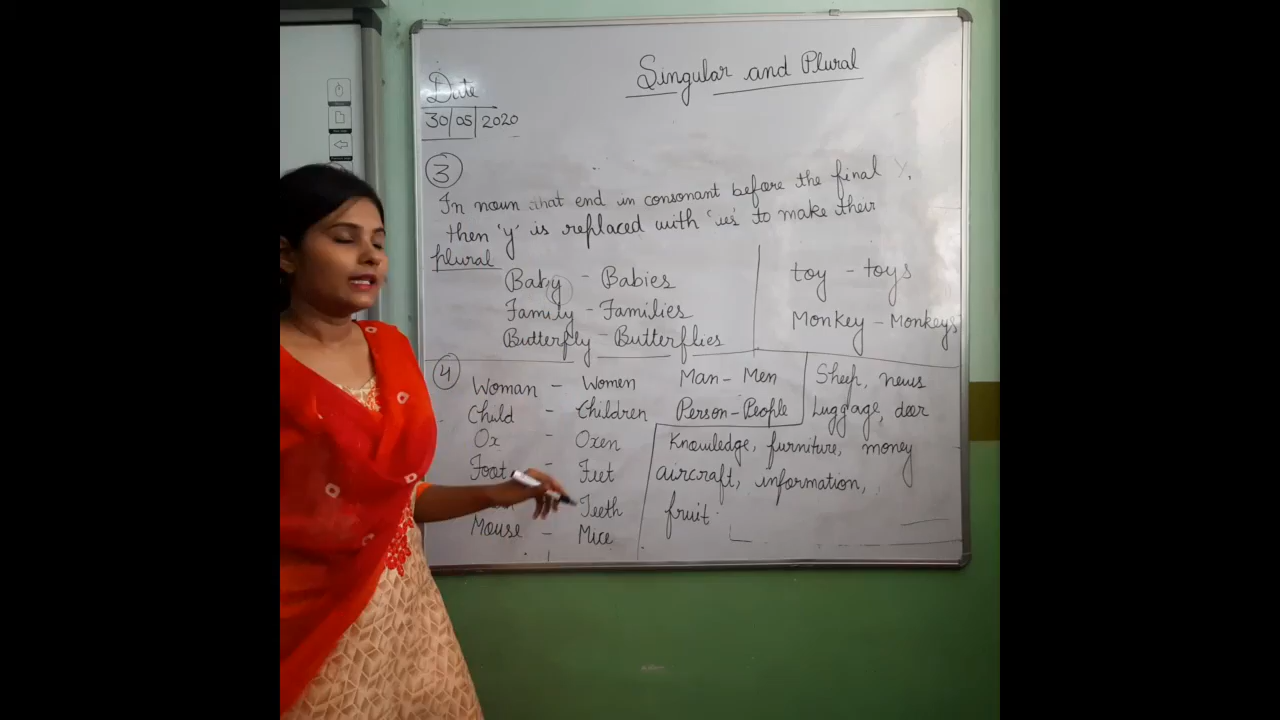 Singular and Plural
Date
30/05/2020
3
In noun that end in consonant before the final Y,
then 'y' is replaced with 'ies' to make their
plural
Baby - Babies
Family - Families
Butterfly - Butterflies
toy - toys
Monkey - Monkeys
4
Woman - Women
Child - Children
Ox - Oxen
Foot - Feet
Teeth
Mouse - Mice
Man - Men
Person - People
Sheep, news
Luggage, deer
Knowledge, furniture, money
aircraft, information,
fruit.